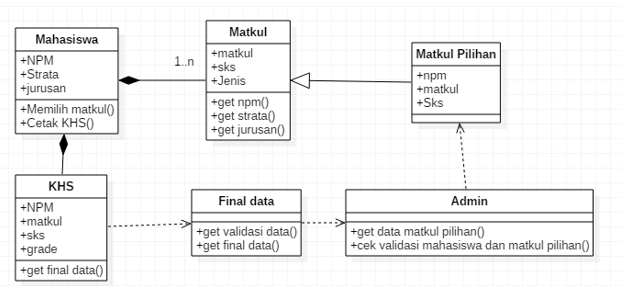 Mahasiswa
+NPM
+Strata
+jurusan
+Memilih matkul()
+Cetak KHS()
1..n
Matkul
+matkul
+sks
+Jenis
+get npm()
+get strata()
+get jurusan()
Matkul Pilihan
+npm
+matkul
+Sks
KHS
+NPM
+matkul
+sks
+grade
+get final data()
Final data
+get validasi data()
+get final data()
Admin
+get data matkul pilihan()
+cek validasi mahasiswa dan matkul pilihan()